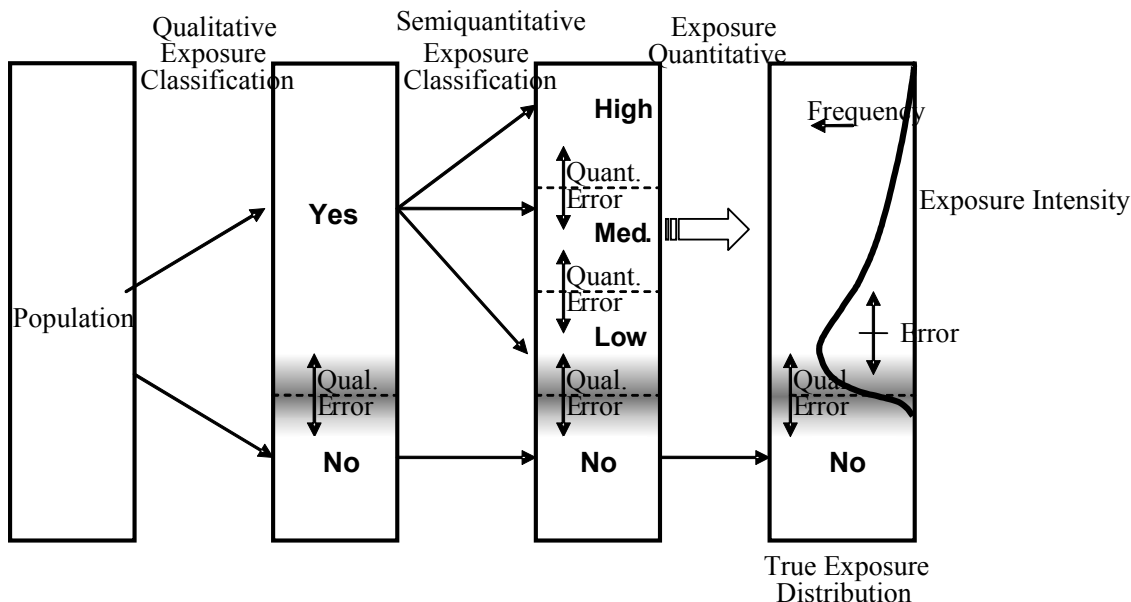 Qualitative
Exposure
Classification
Semiquantitative
Exposure
Classification
Exposure
Quantitative
Population
Yes
Qual.
Error
No
High
Quant.
Error
Med.
Quant.
Error
Low
Qual.
Error
No
Frequency
Exposure Intensity
Error
Qual
Error
No
True Exposure
Distribution